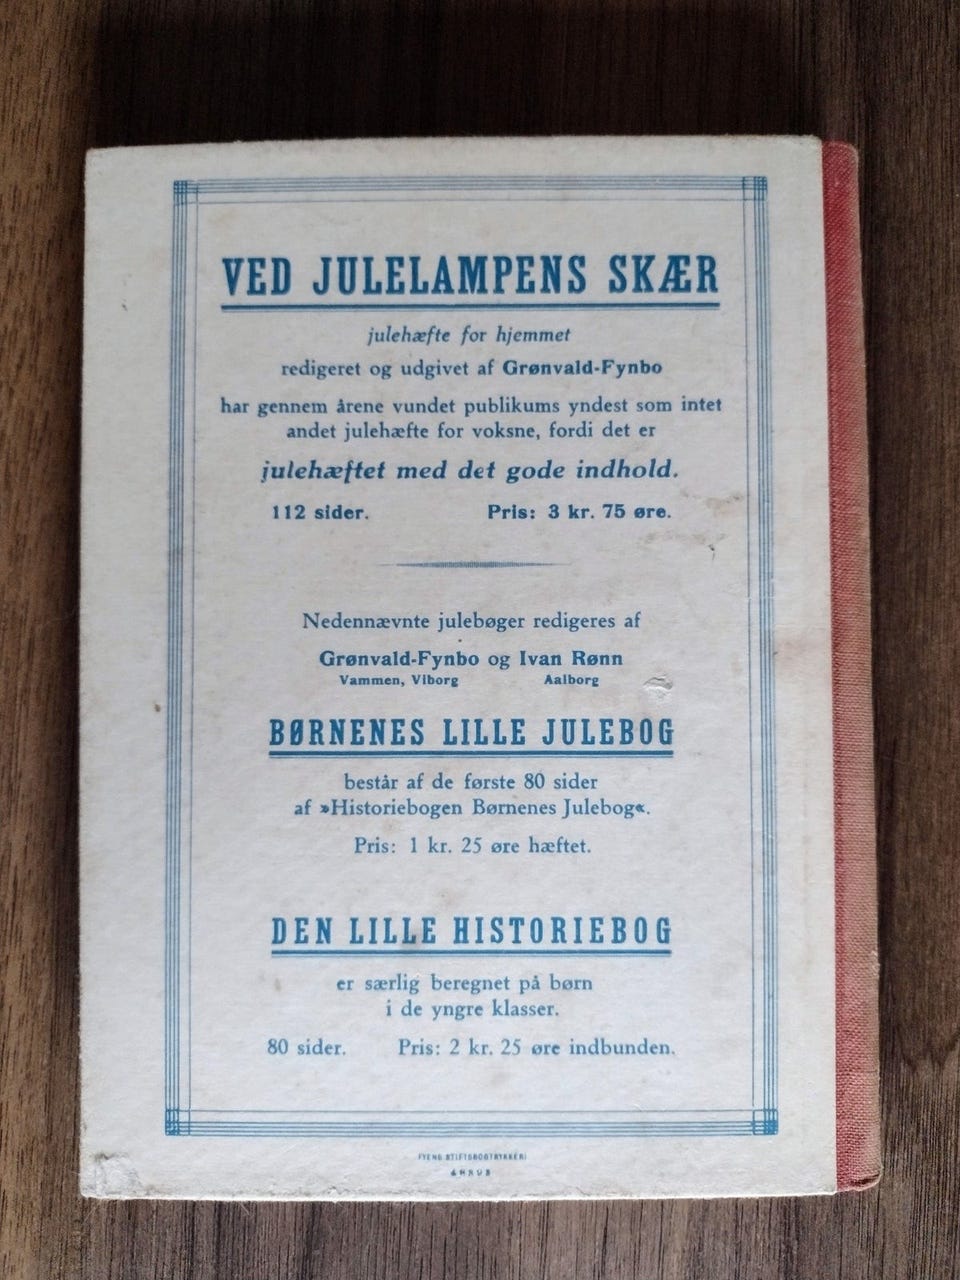 VED JULELAMPENS SKÆR
julehæfte for hjemmet
redigeret og udgivet af Grønvald-Fynbo
har gennem årene vundet publikums yndest som intet
andet julehæfte for voksne, fordi det er
julehæftet med det gode indhold.
112 sider. Pris: 3 kr. 75 øre.
Nedennævnte julebøger redigeres af
Grønvald-Fynbo og Ivan Rønn
Vammen, Viborg Aalborg
BØRNENES LILLE JULEBOG
består af de første 80 sider
af »Historiebogen Børnenes Julebog«.
Pris: 1 kr. 25 øre hæftet.
DEN LILLE HISTORIEBOG
er særlig beregnet på børn
i de yngre klasser.
80 sider. Pris: 2 kr. 25 øre indbunden.